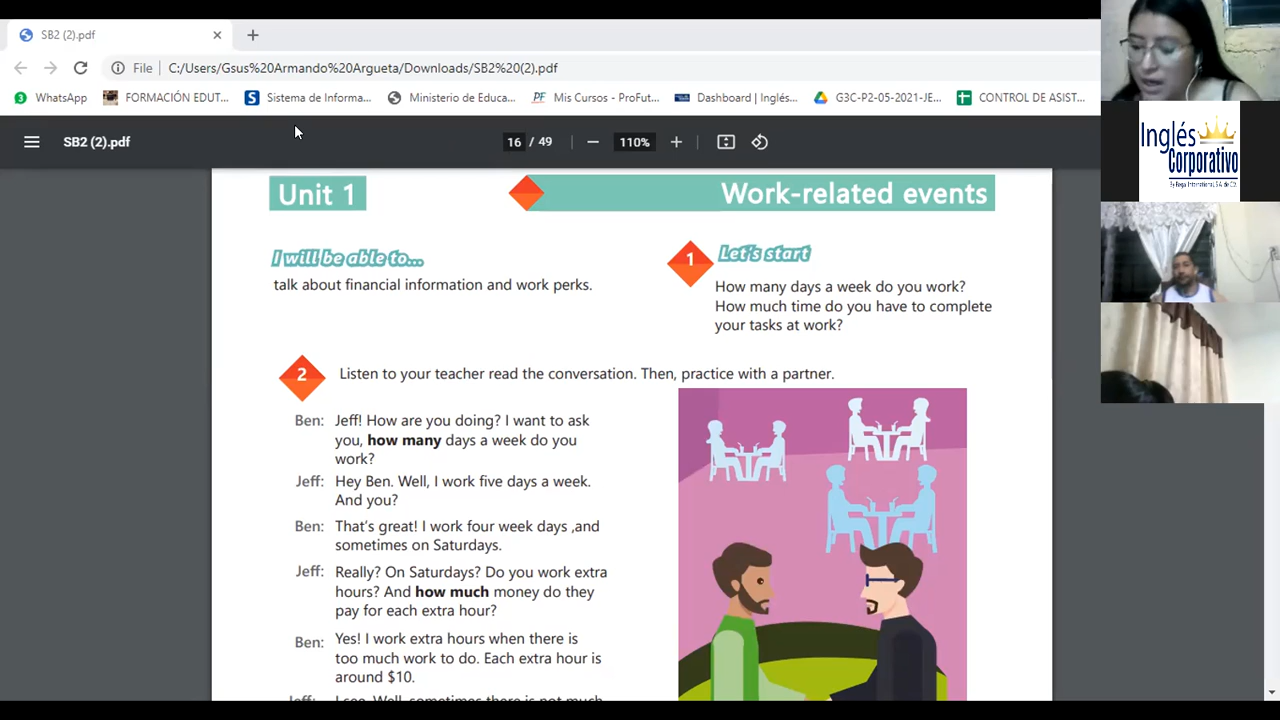 SB2 (2).pdf
File
C:/Users/Gsus%20Armando%20Argueta/Downloads/SB2%20(2).pdf
WhatsApp
FORMACIÓN EDUT...
Sistema de Informa...
Ministerio de Educa...
Mis Cursos - ProFut...
Dashboard | Inglés...
G3C-P2-05-2021-JE...
CONTROL DE ASIST...
SB2 (2).pdf
16 / 49
110%
Inglés
Corporativo
Unit 1
Work-related events
I will be able to...
talk about financial information and work perks.
1
Let's start
How many days a week do you work?
How much time do you have to complete
your tasks at work?
2
Listen to your teacher read the conversation. Then, practice with a partner.
Ben: Jeff! How are you doing? I want to ask
you, how many days a week do you
work?
Jeff: Hey Ben. Well, I work five days a week.
And you?
Ben: That's great! I work four week days ,and
sometimes on Saturdays.
Jeff: Really? On Saturdays? Do you work extra
hours? And how much money do they
pay for each extra hour?
Ben: Yes! I work extra hours when there is
too much work to do. Each extra hour is
around $10.
Jeff: I see. Well, sometimes there is not much